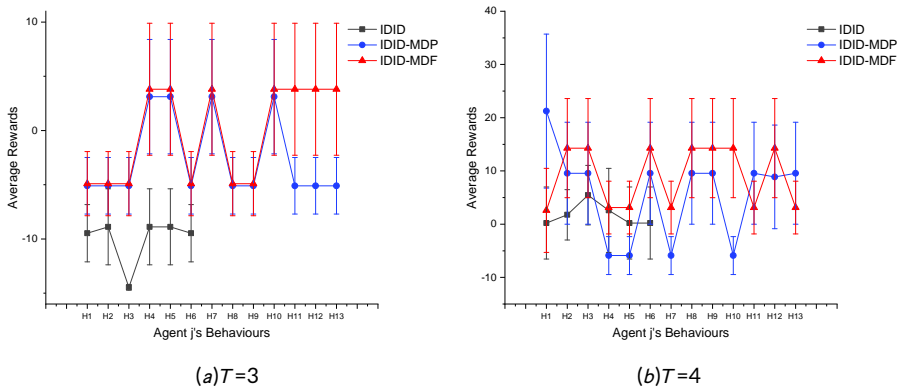 10
0
-10
Average Rewards
IDID
IDID-MDP
IDID-MDF
H1 H2 H3 H4 H5 H6 H7 H8 H9 H10 H11 H12 H13
Agent j's Behaviours
(a)T=3
40
30
20
10
0
-10
Average Rewards
IDID
IDID-MDP
IDID-MDF
H1 H2 H3 H4 H5 H6 H7 H8 H9 H10 H11 H12 H13
Agent j's Behaviours
(b)T=4